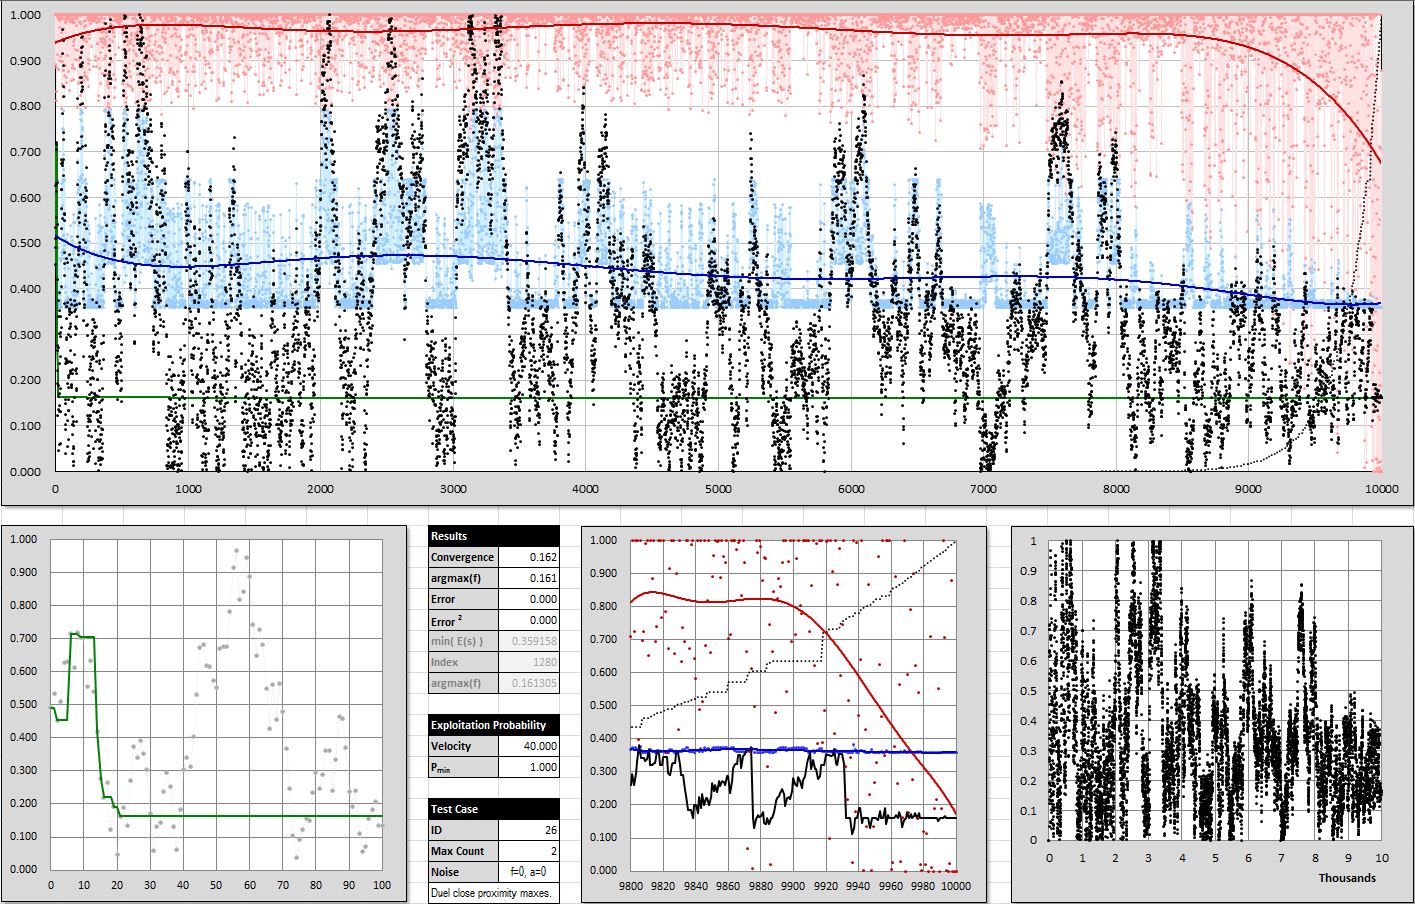 1.000
0.900
0.800
0.700
0.600
0.500
0.400
0.300
0.200
0.100
0.000
0 1000 2000 3000 4000 5000 6000 7000 8000 9000 10000
1.000
0.900
0.800
0.700
0.600
0.500
0.400
0.300
0.200
0.100
0.000
0 10 20 30 40 50 60 70 80 90 100
Results
Convergence 0.162
argmax(f) 0.161
Error 0.000
Error ² 0.000
min( E(s) ) 0.359158
Index 1280
argmax(f) 0.161305
Exploitation Probability
Velocity 40.000
Pmin 1.000
Test Case
ID 26
Max Count 2
Noise f=0, a=0
Duel close proximity maxes.
1.000
0.900
0.800
0.700
0.600
0.500
0.400
0.300
0.200
0.100
0.000
9800 9820 9840 9860 9880 9900 9920 9940 9960 9980 10000
1
0.9
0.8
0.7
0.6
0.5
0.4
0.3
0.2
0.1
0
0 1 2 3 4 5 6 7 8 9 10
Thousands